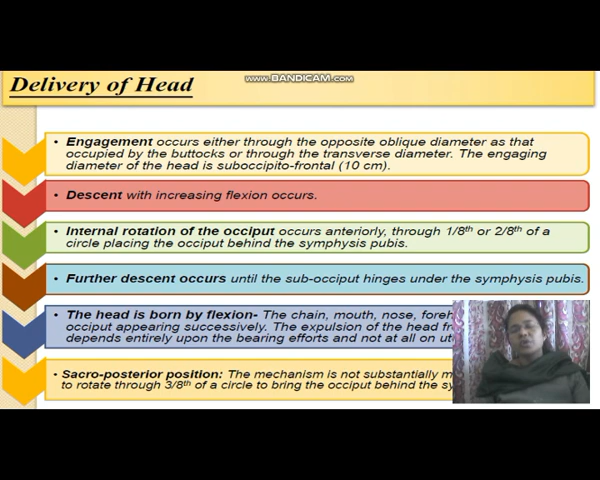 www.BANDICAM.com
Delivery of Head
• Engagement occurs either through the opposite oblique diameter as that
occupied by the buttocks or through the transverse diameter. The engaging
diameter of the head is suboccipito-frontal (10 cm).
• Descent with increasing flexion occurs.
• Internal rotation of the occiput occurs anteriorly, through 1/8th or 2/8th of a
circle placing the occiput behind the symphysis pubis.
• Further descent occurs until the sub-occiput hinges under the symphysis pubis.
• The head is born by flexion- The chain, mouth, nose,
occiput appearing successively. The expulsion of the head
depends entirely upon the bearing efforts and not at all on
• Sacro-posterior position: The mechanism is not substantially
to rotate through 3/8th of a circle to bring the occiput behind the